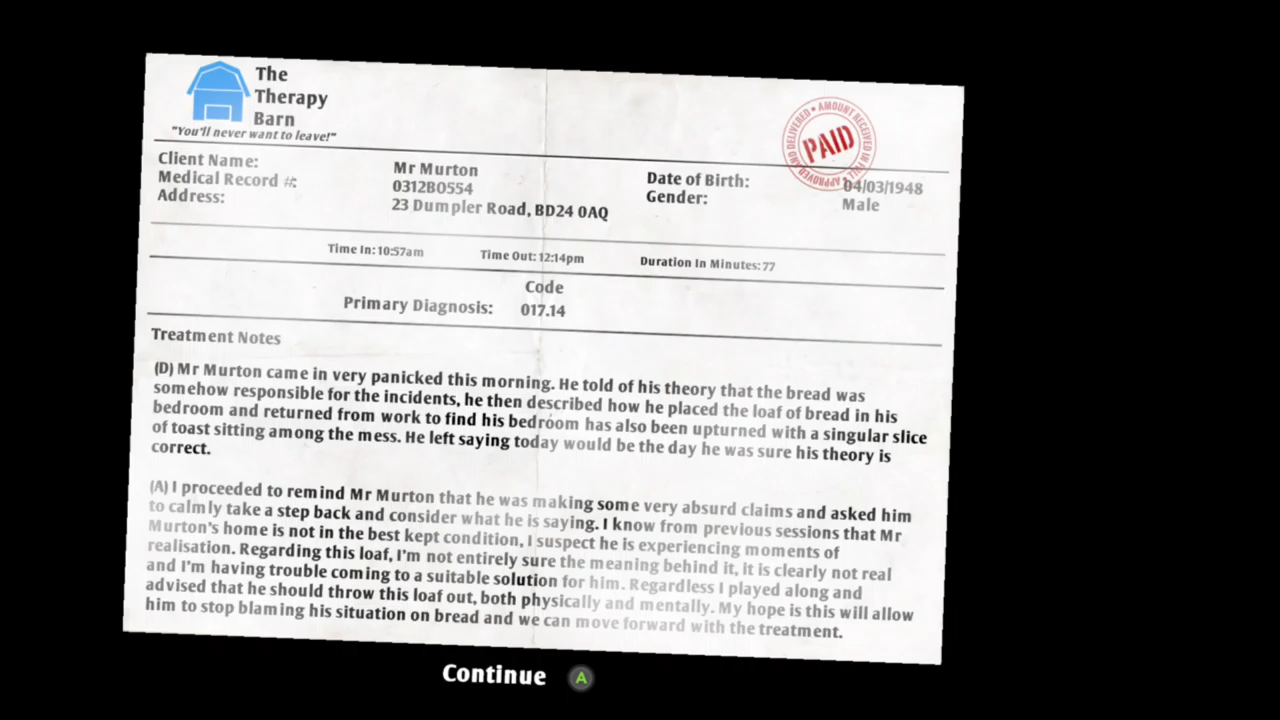 The
Therapy
Barn
"You'll never want to leave!"
AMOUNT RECEIVED IN FULL • APPROVED AND DELIVERED •
PAID
Client Name: Mr Murton Date of Birth: 04/03/1948
Medical Record #: 0312B0554 Gender: Male
Address: 23 Dumpler Road, BD24 0AQ
Time In: 10:57am Time Out: 12:14pm Duration In Minutes: 77
Code
Primary Diagnosis: 017.14
Treatment Notes
(D) Mr Murton came in very panicked this morning. He told of his theory that the bread was
somehow responsible for the incidents, he then described how he placed the loaf of bread in his
bedroom and returned from work to find his bedroom has also been upturned with a singular slice
of toast sitting among the mess. He left saying today would be the day he was sure his theory is
correct.
(A) I proceeded to remind Mr Murton that he was making some very absurd claims and asked him
to calmly take a step back and consider what he is saying. I know from previous sessions that Mr
Murton's home is not in the best kept condition, I suspect he is experiencing moments of
realisation. Regarding this loaf, I'm not entirely sure the meaning behind it, it is clearly not real
and I'm having trouble coming to a suitable solution for him. Regardless I played along and
advised that he should throw this loaf out, both physically and mentally. My hope is this will allow
him to stop blaming his situation on bread and we can move forward with the treatment.
Continue A